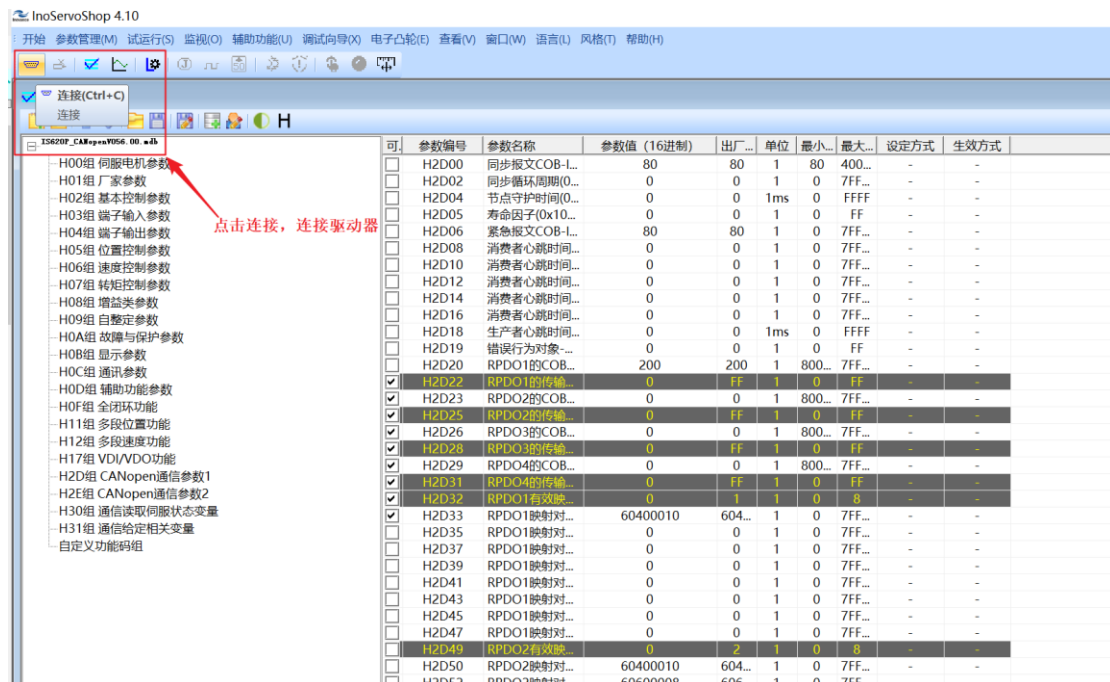 InoServoShop 4.10
开始 参数管理(M) 试运行(S) 监视(O) 辅助功能(U) 调试向导(X) 电子凸轮(E) 查看(V) 窗口(W) 语言(L) 风格(T) 帮助(H)
连接(Ctrl+C)
连接
H
IS620P_CANopenV056.00.mdb
H00组 伺服电机参数
H01组 厂家参数
H02组 基本控制参数
H03组 端子输入参数
H04组 端子输出参数
H05组 位置控制参数
H06组 速度控制参数
H07组 转矩控制参数
H08组 增益类参数
H09组 自整定参数
H0A组 故障与保护参数
H0B组 显示参数
H0C组 通讯参数
H0D组 辅助功能参数
H0F组 全闭环功能
H11组 多段位置功能
H12组 多段速度功能
H17组 VDI/VDO功能
H2D组 CANopen通信参数1
H2E组 CANopen通信参数2
H30组 通信读取伺服状态变量
H31组 通信给定相关变量
自定义功能码组
点击连接，连接驱动器
可. 参数编号 参数名称 参数值（16进制） 出厂... 单位 最小... 最大... 设定方式 生效方式
H2D00 同步报文COB-I... 80 80 1 80 400... - -
H2D02 同步循环周期(0... 0 0 1 0 7FF... - -
H2D04 节点守护时间(0... 0 0 1ms 0 FFFF - -
H2D05 寿命因子(0x10... 0 0 1 0 FF - -
H2D06 紧急报文COB-I... 80 80 1 0 7FF... - -
H2D08 消费者心跳时间... 0 0 1 0 7FF... - -
H2D10 消费者心跳时间... 0 0 1 0 7FF... - -
H2D12 消费者心跳时间... 0 0 1 0 7FF... - -
H2D14 消费者心跳时间... 0 0 1 0 7FF... - -
H2D16 消费者心跳时间... 0 0 1 0 7FF... - -
H2D18 生产者心跳时间... 0 0 1ms 0 FFFF - -
H2D19 错误行为对象-... 0 0 1 0 FF - -
H2D20 RPDO1的COB... 200 200 1 800... 7FF... - -
H2D22 RPDO1的传输... 0 FF 1 0 FF - -
H2D23 RPDO2的COB... 0 0 1 800... 7FF... - -
H2D25 RPDO2的传输... 0 FF 1 0 FF - -
H2D26 RPDO3的COB... 0 0 1 800... 7FF... - -
H2D28 RPDO3的传输... 0 FF 1 0 FF - -
H2D29 RPDO4的COB... 0 0 1 800... 7FF... - -
H2D31 RPDO4的传输... 0 FF 1 0 FF - -
H2D32 RPDO1有效映... 0 1 1 0 8 - -
H2D33 RPDO1映射对... 60400010 604... 1 0 7FF... - -
H2D35 RPDO1映射对... 0 0 1 0 7FF... - -
H2D37 RPDO1映射对... 0 0 1 0 7FF... - -
H2D39 RPDO1映射对... 0 0 1 0 7FF... - -
H2D41 RPDO1映射对... 0 0 1 0 7FF... - -
H2D43 RPDO1映射对... 0 0 1 0 7FF... - -
H2D45 RPDO1映射对... 0 0 1 0 7FF... - -
H2D47 RPDO1映射对... 0 0 1 0 7FF... - -
H2D49 RPDO2有效映... 0 2 1 0 8 - -
H2D50 RPDO2映射对... 60400010 604... 1 0 7FF... - -